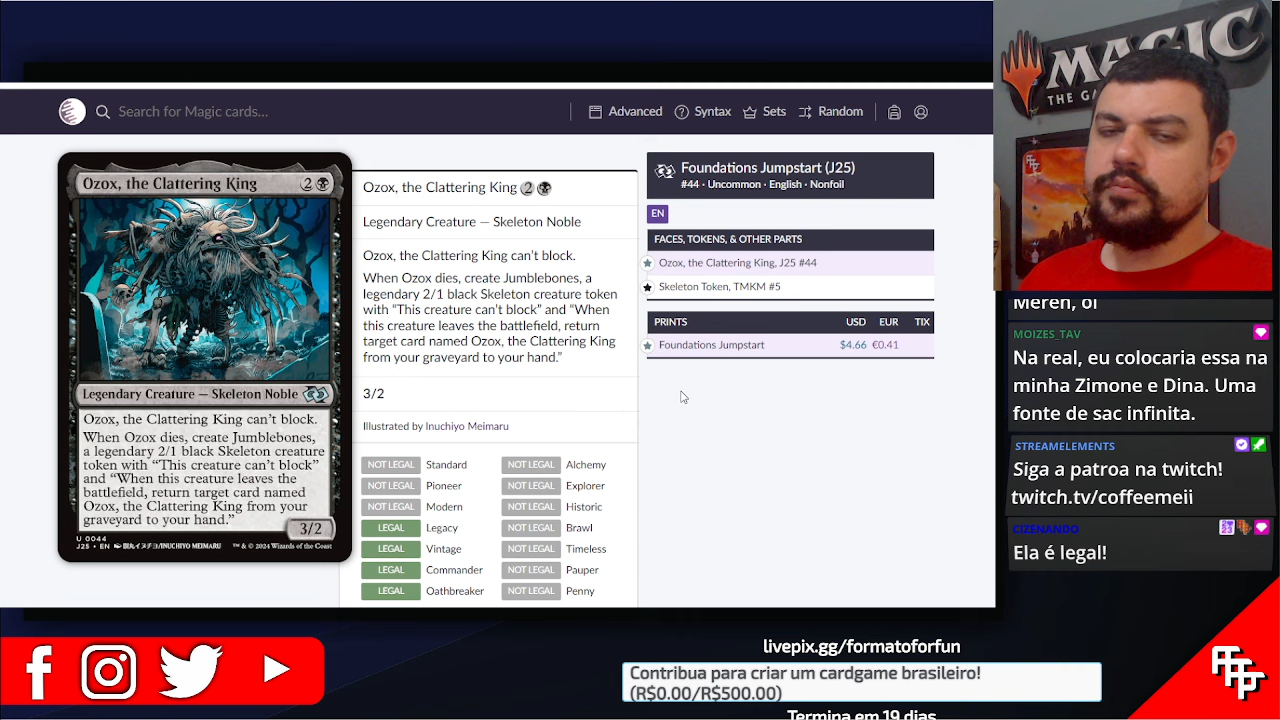 Search for Magic cards...
Advanced
Syntax
Sets
Random
Ozox, the Clattering King 2
Legendary Creature — Skeleton Noble
Ozox, the Clattering King can't block.
When Ozox dies, create Jumblebones,
a legendary 2/1 black Skeleton creature
token with "This creature can't block"
and "When this creature leaves the
battlefield, return target card named
Ozox, the Clattering King from your
graveyard to your hand."
3/2
U 0044
J25 • EN INUCHIYO MEIMARU
™ & © 2024 Wizards of the Coast
Ozox, the Clattering King 2
Legendary Creature — Skeleton Noble
Ozox, the Clattering King can't block.
When Ozox dies, create Jumblebones, a
legendary 2/1 black Skeleton creature token
with "This creature can't block" and "When
this creature leaves the battlefield, return
target card named Ozox, the Clattering King
from your graveyard to your hand."
3/2
Illustrated by Inuchiyo Meimaru
NOT LEGAL Standard NOT LEGAL Alchemy
NOT LEGAL Pioneer NOT LEGAL Explorer
NOT LEGAL Modern NOT LEGAL Historic
LEGAL Legacy NOT LEGAL Brawl
LEGAL Vintage NOT LEGAL Timeless
LEGAL Commander NOT LEGAL Pauper
LEGAL Oathbreaker NOT LEGAL Penny
Foundations Jumpstart (J25)
#44 · Uncommon · English · Nonfoil
EN
FACES, TOKENS, & OTHER PARTS
Ozox, the Clattering King, J25 #44
Skeleton Token, TMKM #5
PRINTS USD EUR TIX
Foundations Jumpstart $4.66 €0.41
MAGIC
Meren, oi
MOIZES_TAV
Na real, eu colocaria essa na
minha Zimone e Dina. Uma
fonte de sac infinita.
STREAMELEMENTS
Siga a patroa na twitch!
twitch.tv/coffeemeii
CIZENANDO
Ela é legal!
livepix.gg/formatoforfun
Contribua para criar um cardgame brasileiro!
(R$0.00/R$500.00)
Termina em 19 dias